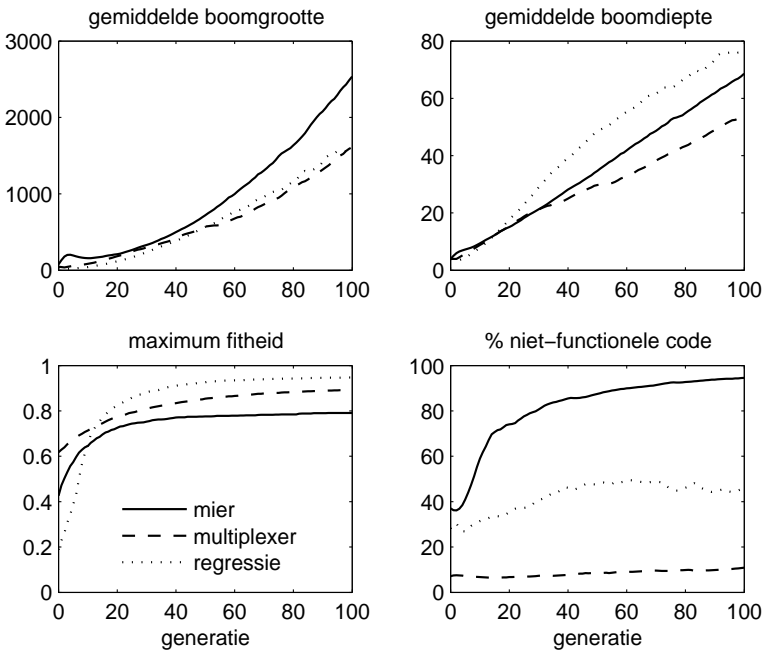 gemiddelde boomgrootte
3000
2000
1000
0
0 20 40 60 80 100
gemiddelde boomdiepte
80
60
40
20
0
0 20 40 60 80 100
maximum fitheid
1
0.8
0.6
0.4
0.2
0
mier
multiplexer
regressie
0 20 40 60 80 100
generatie
% niet−functionele code
100
80
60
40
20
0
0 20 40 60 80 100
generatie